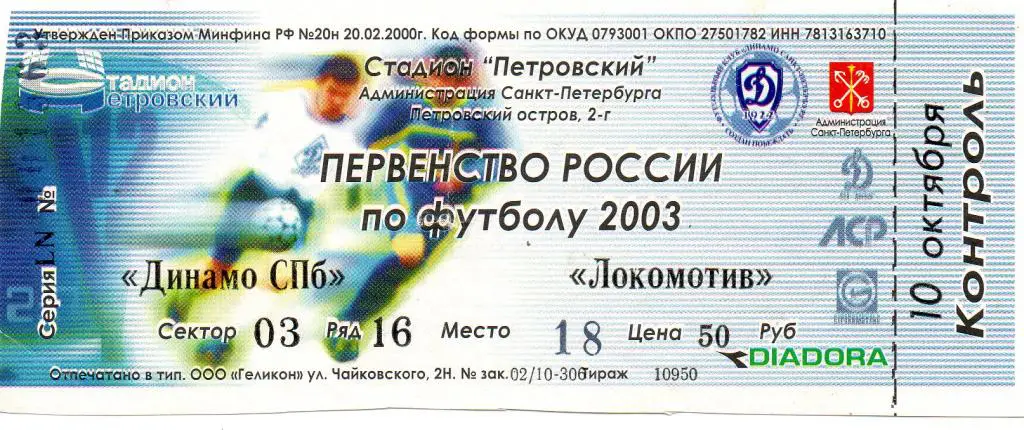 Утвержден Приказом Минфина РФ №20н 20.02.2000г. Код формы по ОКУД 0793001 ОКПО 27501782 ИНН 7813163710
Стадион
Петровский
Стадион "Петровский"
Администрация Санкт-Петербурга
Петровский остров, 2-г
1922
Администрация
Санкт-Петербурга
ПЕРВЕНСТВО РОССИИ
по футболу 2003
АСР
«Динамо СПб» «Локомотив»
Сектор 03 Ряд 16 Место 18 Цена 50 Руб
DIADORA
Отпечатано в тип. ООО «Геликон» ул. Чайковского, 2Н. № зак. 02/10-306 Тираж 10950
Серия LN №
10 октября
Контроль